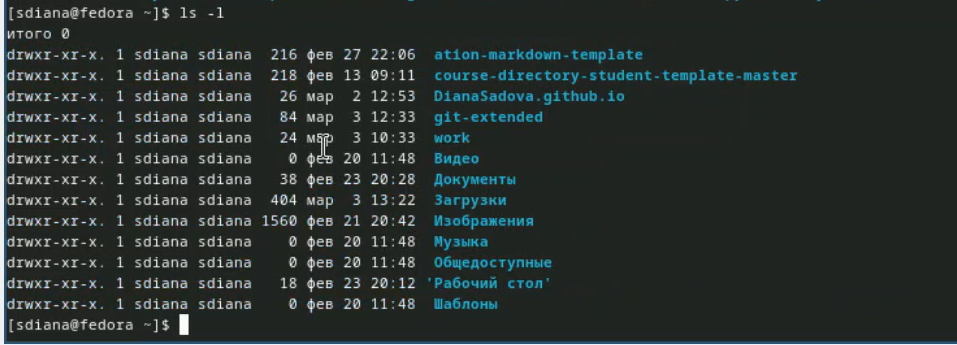 [sdiana@fedora ~]$ ls -l
итого 0
drwxr-xr-x. 1 sdiana sdiana  216 фев 27 22:06  ation-markdown-template
drwxr-xr-x. 1 sdiana sdiana  218 фев 13 09:11  course-directory-student-template-master
drwxr-xr-x. 1 sdiana sdiana   26 мар  2 12:53  DianaSadova.github.io
drwxr-xr-x. 1 sdiana sdiana   84 мар  3 12:33  git-extended
drwxr-xr-x. 1 sdiana sdiana   24 мар  3 10:33  work
drwxr-xr-x. 1 sdiana sdiana    0 фев 20 11:48  Видео
drwxr-xr-x. 1 sdiana sdiana   38 фев 23 20:28  Документы
drwxr-xr-x. 1 sdiana sdiana  404 мар  3 13:22  Загрузки
drwxr-xr-x. 1 sdiana sdiana 1560 фев 21 20:42  Изображения
drwxr-xr-x. 1 sdiana sdiana    0 фев 20 11:48  Музыка
drwxr-xr-x. 1 sdiana sdiana    0 фев 20 11:48  Общедоступные
drwxr-xr-x. 1 sdiana sdiana   18 фев 23 20:12 'Рабочий стол'
drwxr-xr-x. 1 sdiana sdiana    0 фев 20 11:48  Шаблоны
[sdiana@fedora ~]$